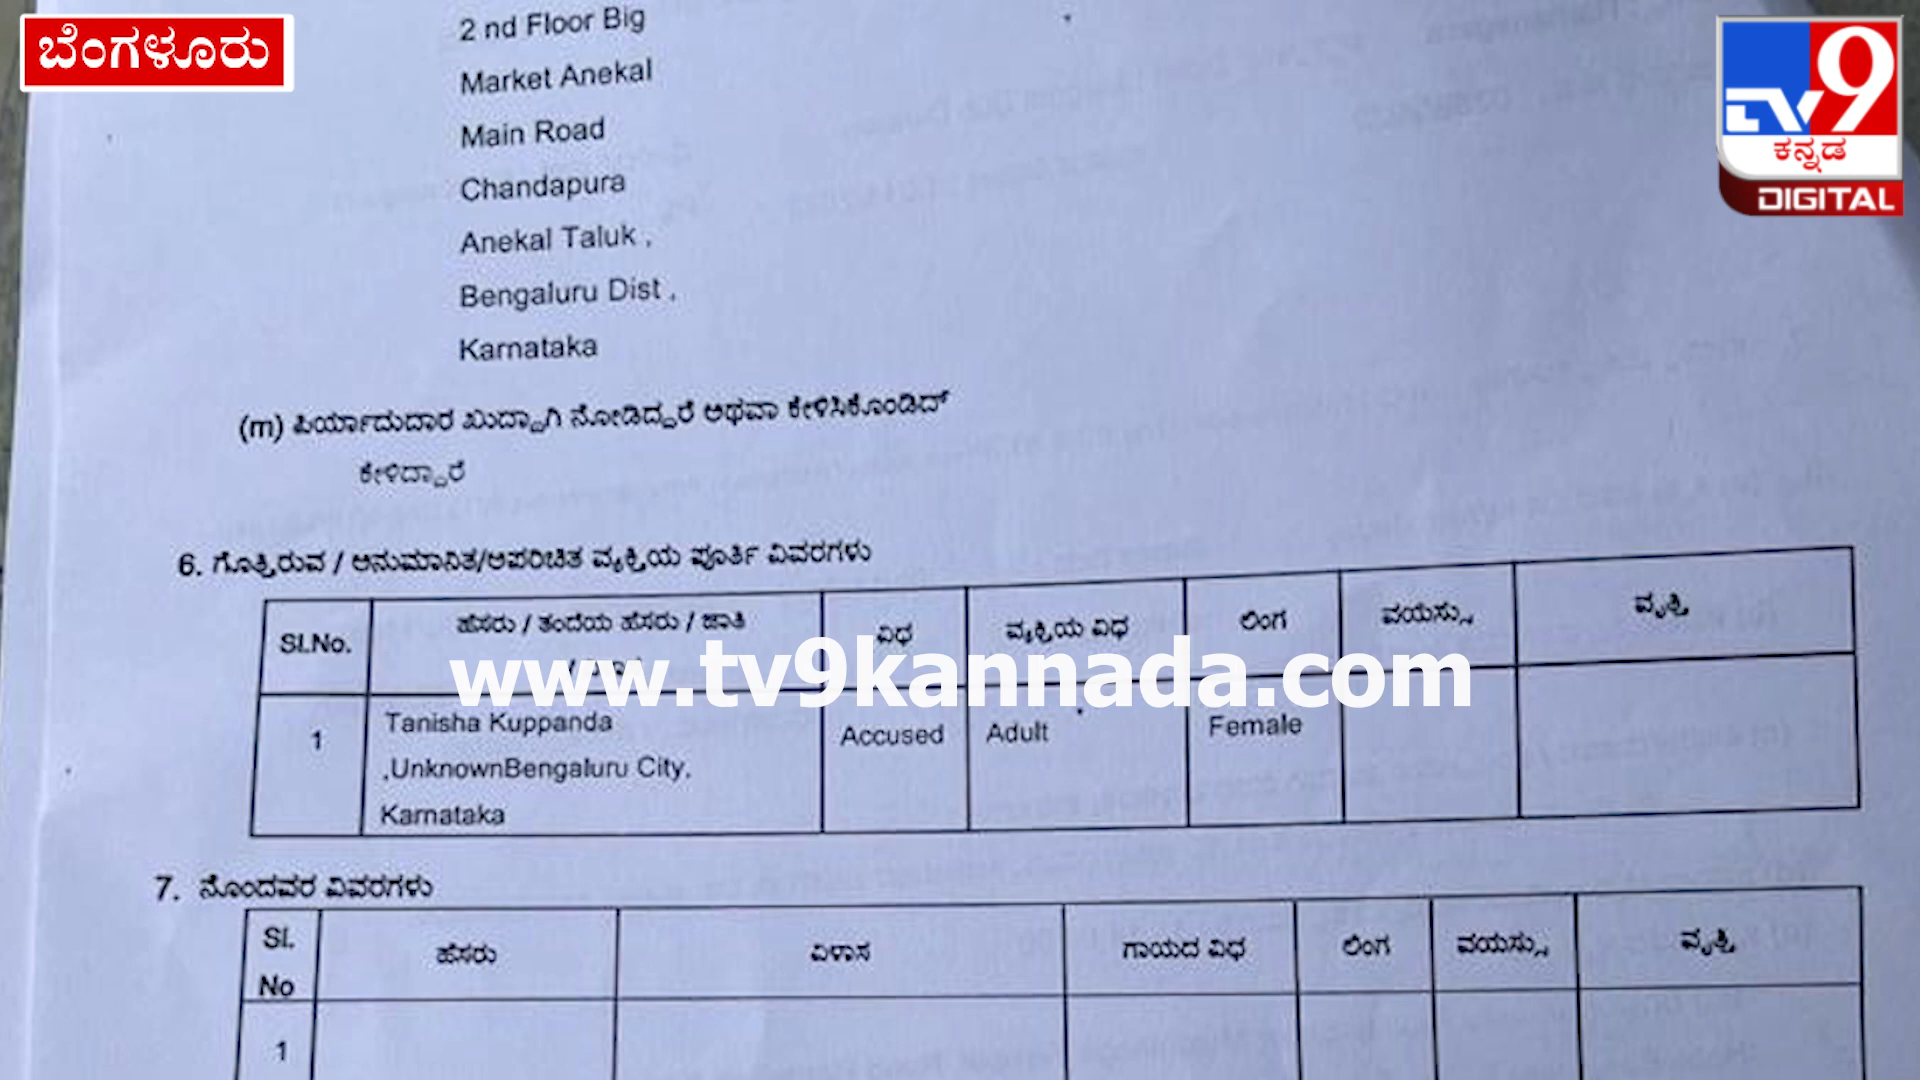 ಬೆಂಗಳೂರು
TV9
ಕನ್ನಡ
DIGITAL
2 nd Floor Big
Market Anekal
Main Road
Chandapura
Anekal Taluk ,
Bengaluru Dist ,
Karnataka
(m) ಪಿರ್ಯಾದುದಾರ ಖುದ್ದಾಗಿ ನೋಡಿದ್ದರೆ ಅಥವಾ ಕೇಳಿಸಿಕೊಂಡಿದ್
ಕೇಳಿದ್ದಾರೆ
6. ಗೊತ್ತಿರುವ / ಅನುಮಾನಿತ/ಅಪರಿಚಿತ ವ್ಯಕ್ತಿಯ ಪೂರ್ತಿ ವಿವರಗಳು
Sl.No. ಹೆಸರು / ತಂದೆಯ ಹೆಸರು / ಜಾತಿ ವಿಧ ವ್ಯಕ್ತಿಯ ವಿಧ ಲಿಂಗ ವಯಸ್ಸು ವೃತ್ತಿ
www.tv9kannada.com
1 Tanisha Kuppanda Accused Adult Female
,UnknownBengaluru City,
Karnataka
7. ನೊಂದವರ ವಿವರಗಳು
Sl. No ಹೆಸರು ವಿಳಾಸ ಗಾಯದ ವಿಧ ಲಿಂಗ ವಯಸ್ಸು ವೃತ್ತಿ
1